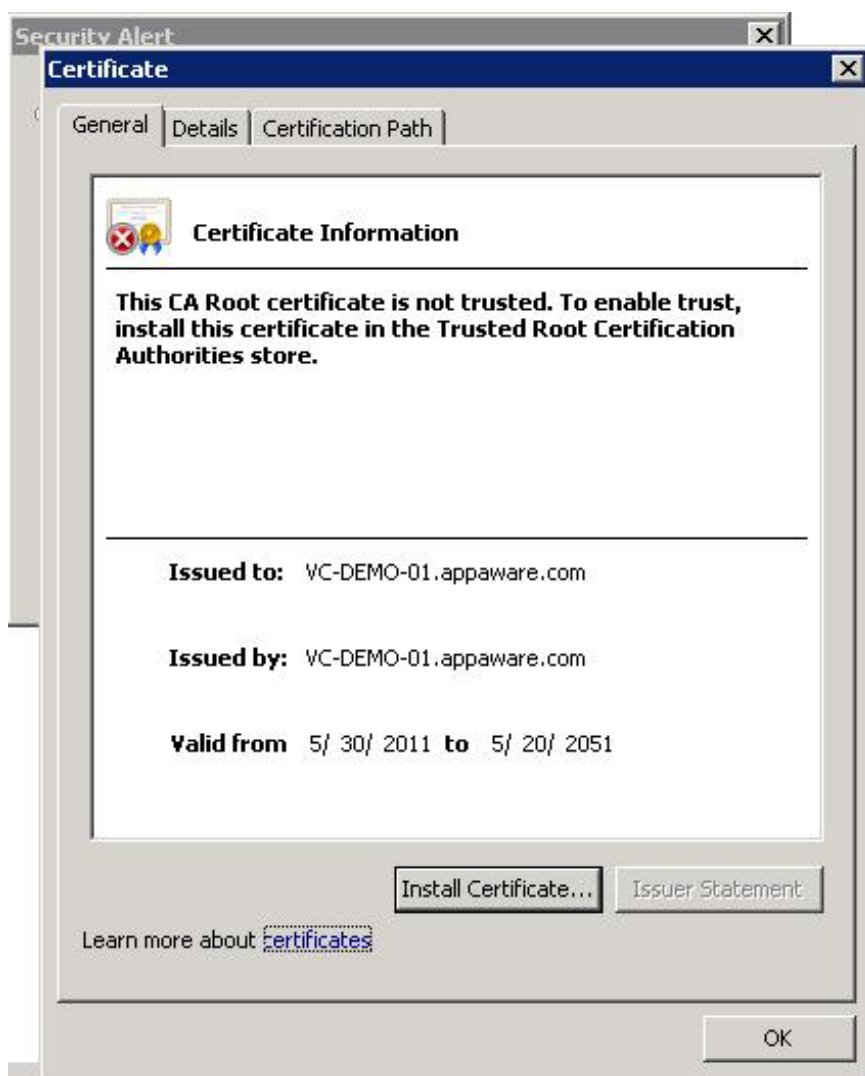 Security Alert
Certificate
General
Details
Certification Path
Certificate Information
This CA Root certificate is not trusted. To enable trust,
install this certificate in the Trusted Root Certification
Authorities store.
Issued to: VC-DEMO-01.appaware.com
Issued by: VC-DEMO-01.appaware.com
Valid from 5/ 30/ 2011 to 5/ 20/ 2051
Install Certificate...
Issuer Statement
Learn more about certificates
OK